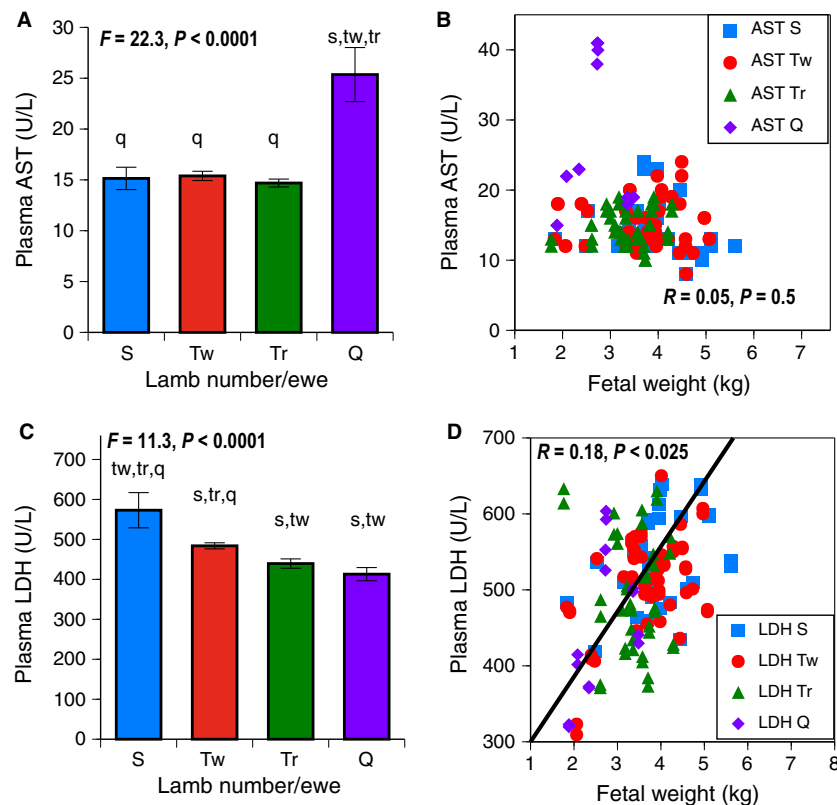 A
F = 22.3, P < 0.0001
s,tw,tr
q
q
q
30
25
20
15
10
5
0
Plasma AST (U/L)
S
Tw
Tr
Q
Lamb number/ewe
B
AST S
AST Tw
AST Tr
AST Q
40
30
20
10
0
Plasma AST (U/L)
R = 0.05, P = 0.5
1
2
3
4
5
6
7
Fetal weight (kg)
C
F = 11.3, P < 0.0001
tw,tr,q
s,tr,q
s,tw
s,tw
700
600
500
400
300
200
100
0
Plasma LDH (U/L)
S
Tw
Tr
Q
Lamb number/ewe
D
R = 0.18, P < 0.025
700
600
500
400
300
Plasma LDH (U/L)
LDH S
LDH Tw
LDH Tr
LDH Q
1
2
3
4
5
6
7
8
Fetal weight (kg)